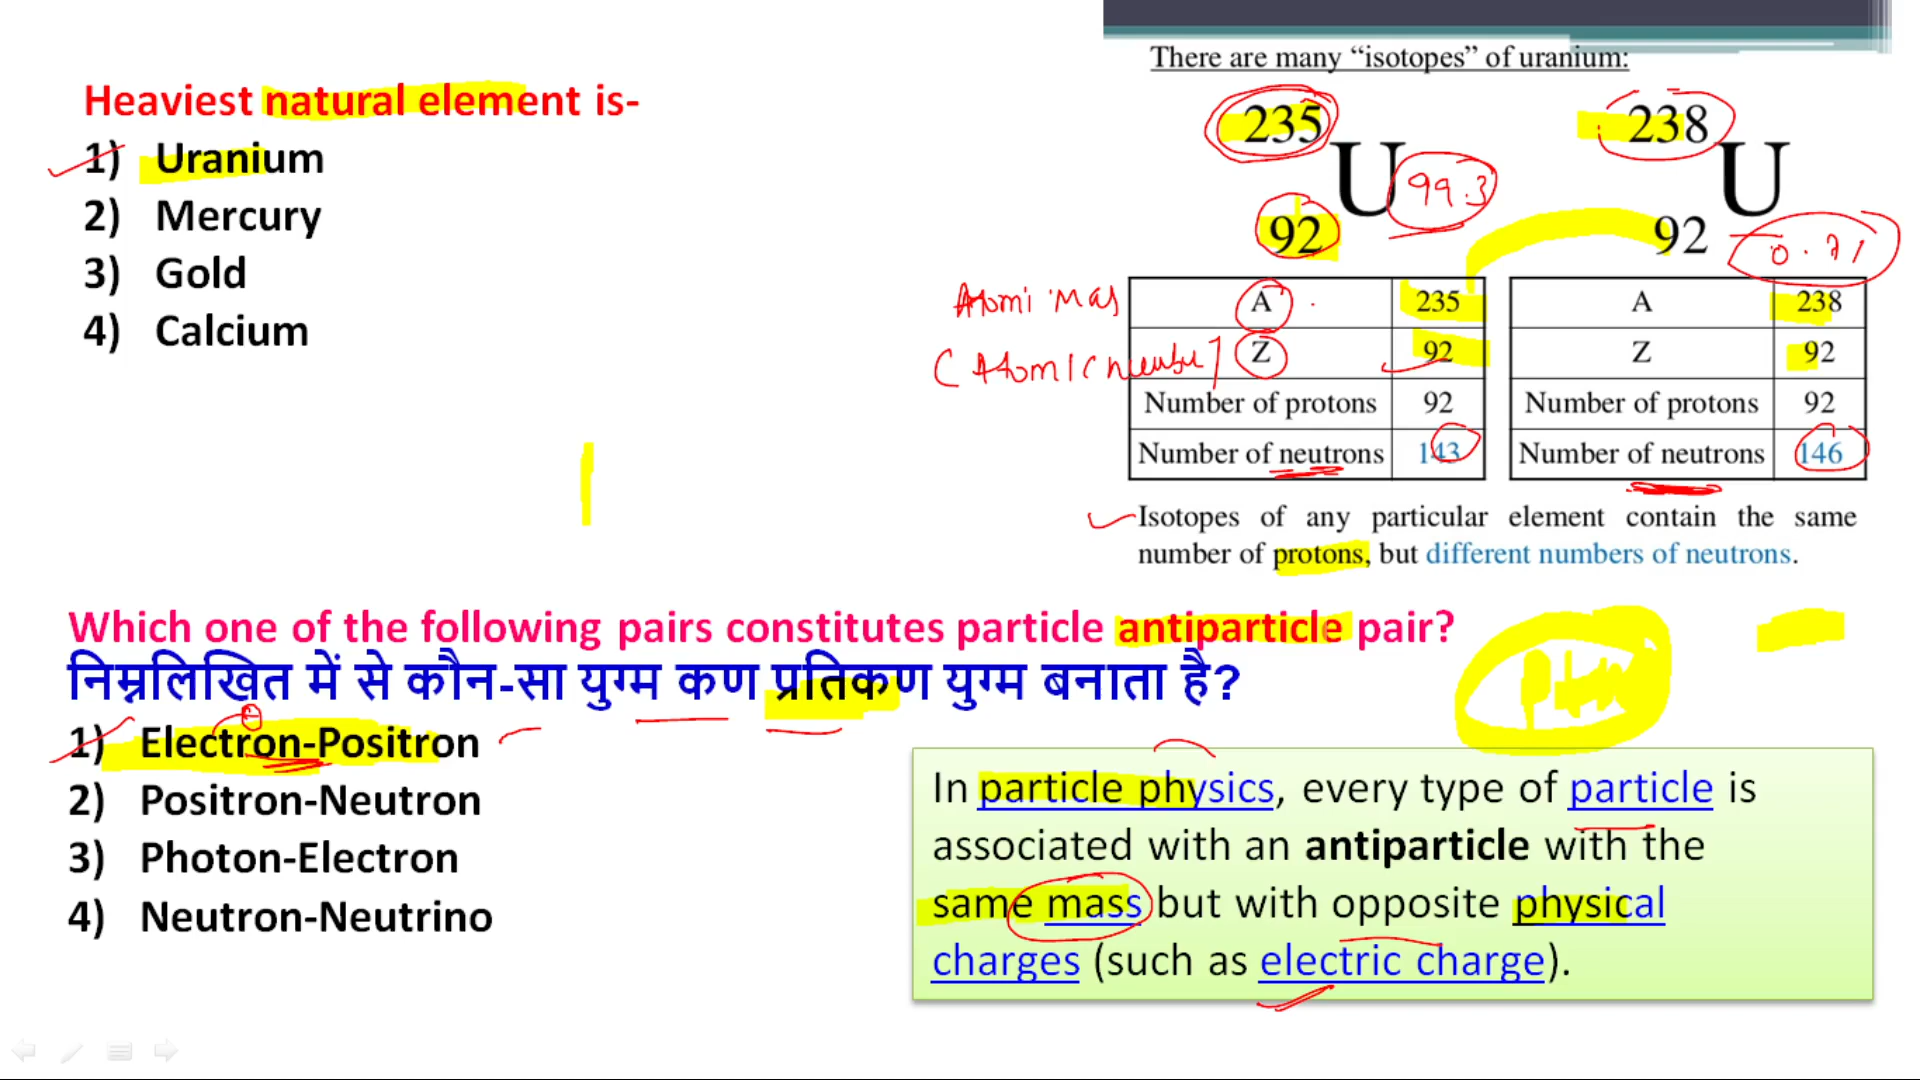 Heaviest natural element is-
1) Uranium
2) Mercury
3) Gold
4) Calcium
There are many “isotopes” of uranium:
235
92
U
99.3
238
92
U
0.71
Atomi mas
(Atomic
A 235
Z 92
Number of protons 92
Number of neutrons 143
A 238
Z 92
Number of protons 92
Number of neutrons 146
Isotopes of any particular element contain the same
number of protons, but different numbers of neutrons.
Which one of the following pairs constitutes particle antiparticle pair?
निम्नलिखित में से कौन-सा युग्म कण प्रतिकण युग्म बनाता है?
1) Electron-Positron
2) Positron-Neutron
3) Photon-Electron
4) Neutron-Neutrino
In particle physics, every type of particle is
associated with an antiparticle with the
same mass but with opposite physical
charges (such as electric charge).